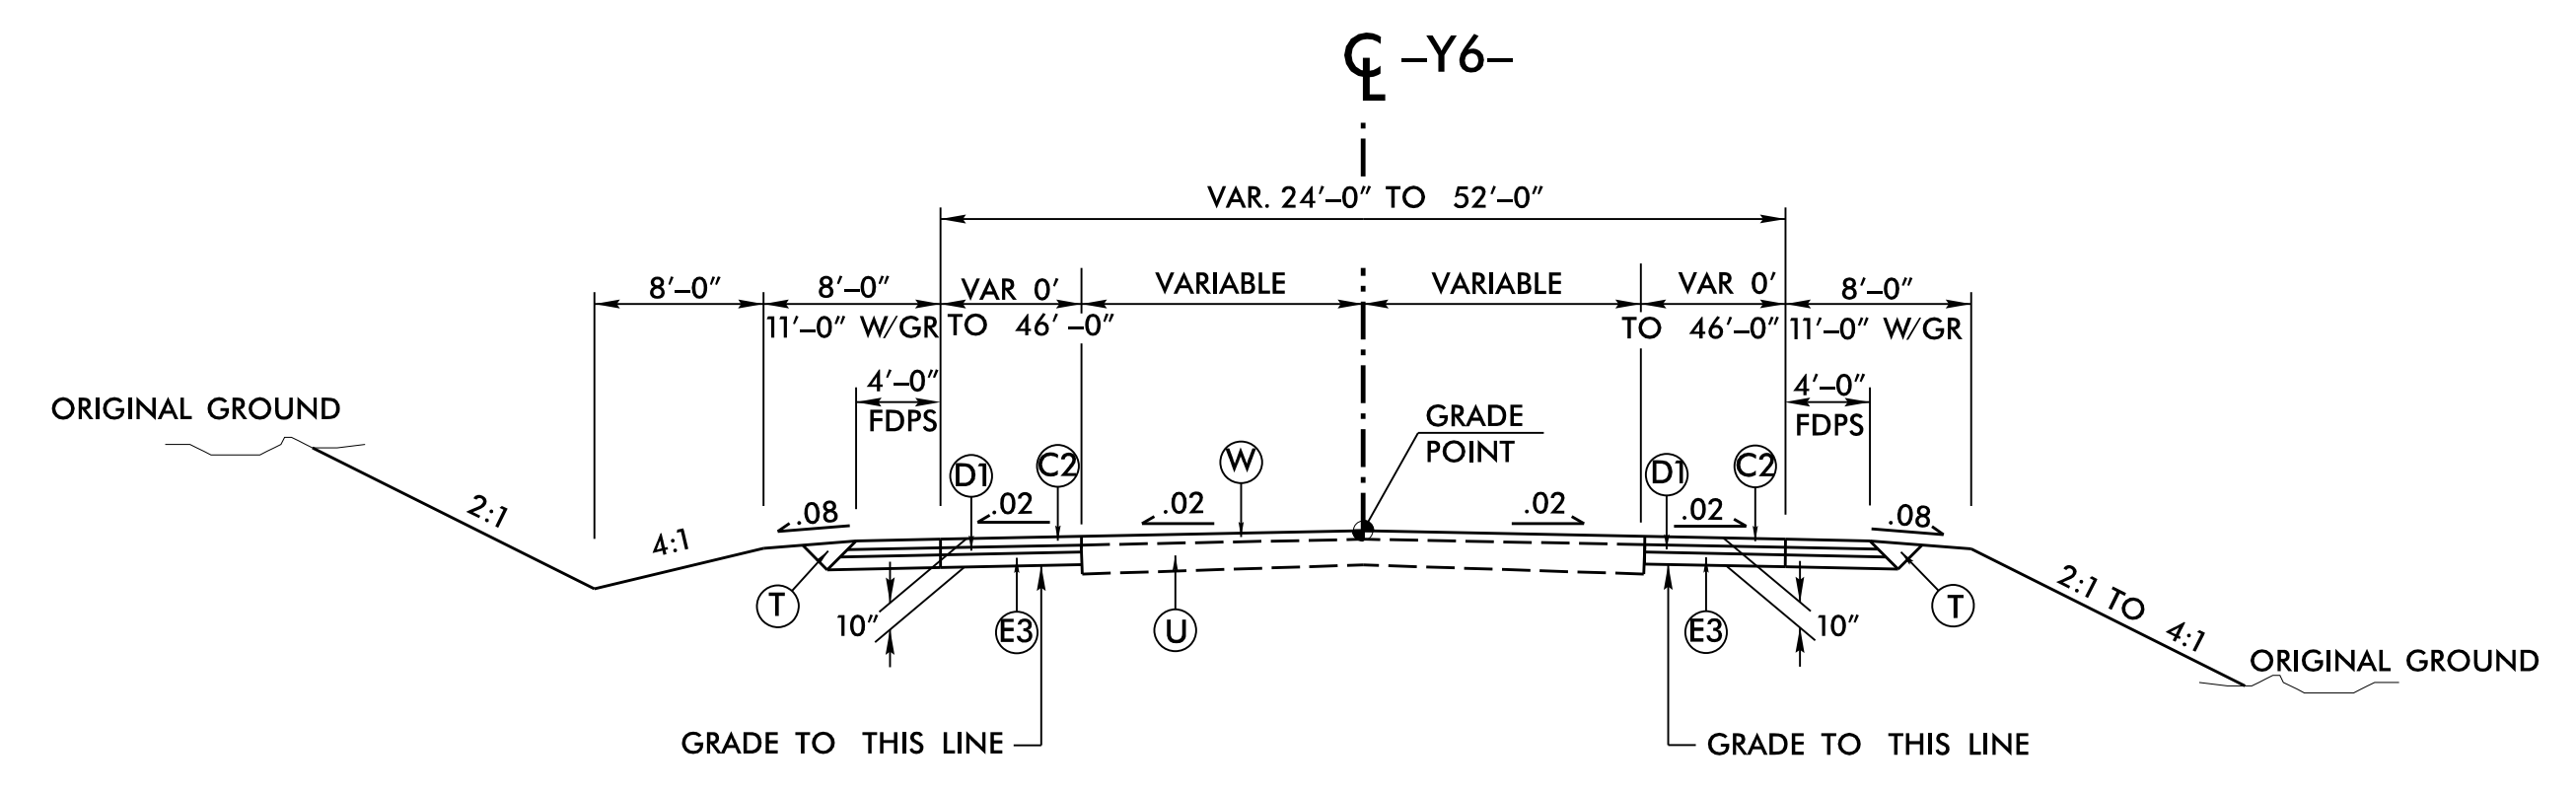 ℄ –Y6–
VAR. 24′–0″ TO 52′–0″
8′–0″
8′–0″
11′–0″ W/GR
VAR 0′
TO 46′ –0″
VARIABLE
VARIABLE
VAR 0′
TO 46′–0″
8′–0″
11′–0″ W/GR
4′–0″
FDPS
4′–0″
FDPS
ORIGINAL GROUND
GRADE
POINT
D1
C2
W
D1
C2
2:1
4:1
.08
.02
.02
.02
.02
.08
2:1 TO 4:1
T
10″
E3
U
E3
10″
T
ORIGINAL GROUND
GRADE TO THIS LINE
GRADE TO THIS LINE